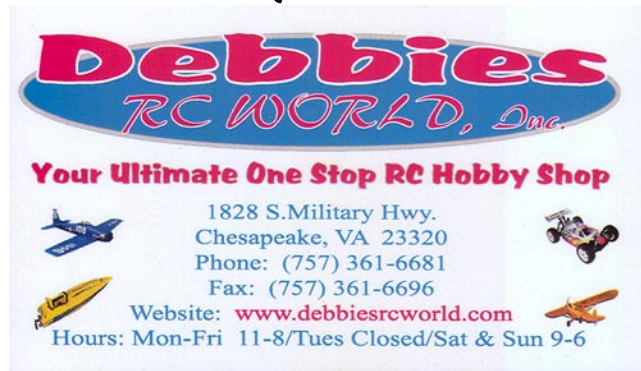 Debbies
RC WORLD, Inc.
Your Ultimate One Stop RC Hobby Shop
1828 S.Military Hwy.
Chesapeake, VA 23320
Phone: (757) 361-6681
Fax: (757) 361-6696
Website: www.debbiesrcworld.com
Hours: Mon-Fri 11-8/Tues Closed/Sat & Sun 9-6